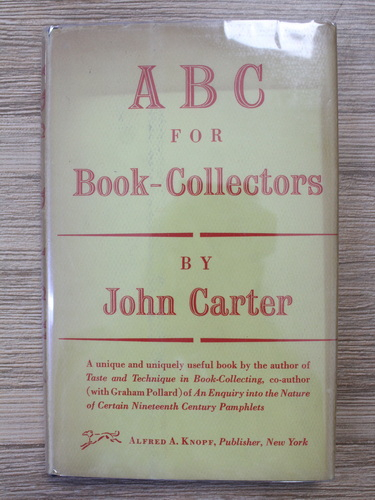 ABC
FOR
Book-Collectors
BY
John Carter
A unique and uniquely useful book by the author of
Taste and Technique in Book-Collecting, co-author
(with Graham Pollard) of An Enquiry into the Nature
of Certain Nineteenth Century Pamphlets
ALFRED A. KNOPF, Publisher, New York